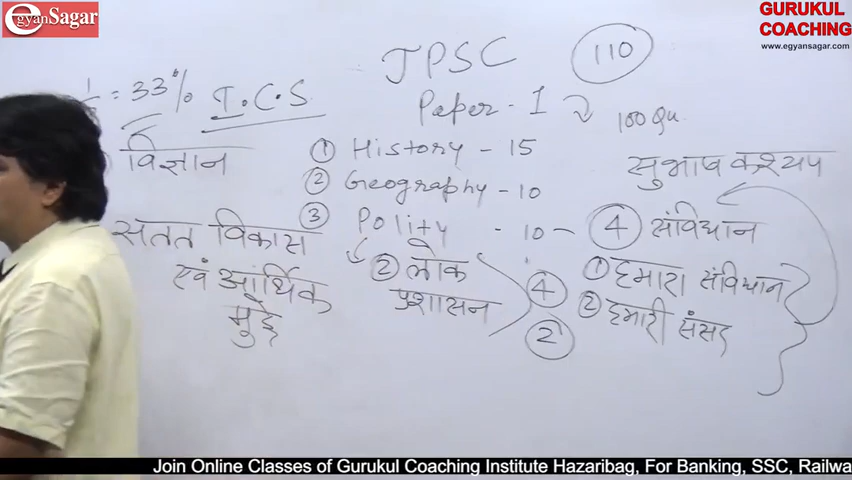 egyanSagar
GURUKUL
COACHING
www.egyansagar.com
JPSC
110
= 33% I.C.S
Paper - 1
100 Qu.
विज्ञान
① History - 15
② Geography - 10
③ Polity - 10 -
सुभाष कश्यप
④ संविधान
सतत विकास
एवं आर्थिक
मुद्दे
② लोक
प्रशासन
④
②
① हमारा संविधान
② हमारी संसद
Join Online Classes of Gurukul Coaching Institute Hazaribag, For Banking, SSC, Railwa